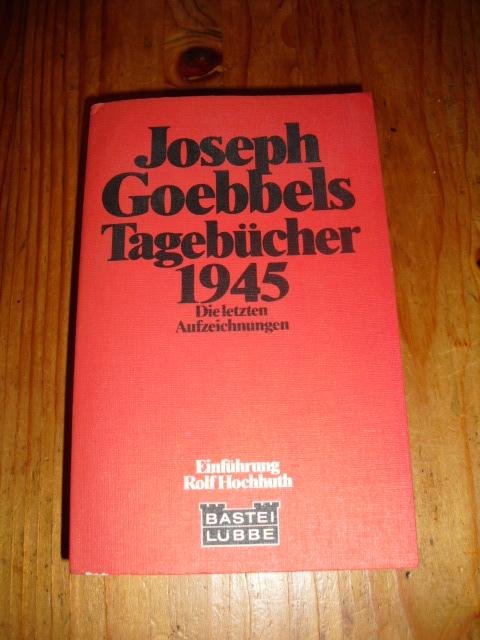 Joseph
Goebbels
Tagebücher
1945
Die letzten
Aufzeichnungen
Einführung
Rolf Hochhuth
BASTEI
LÜBBE